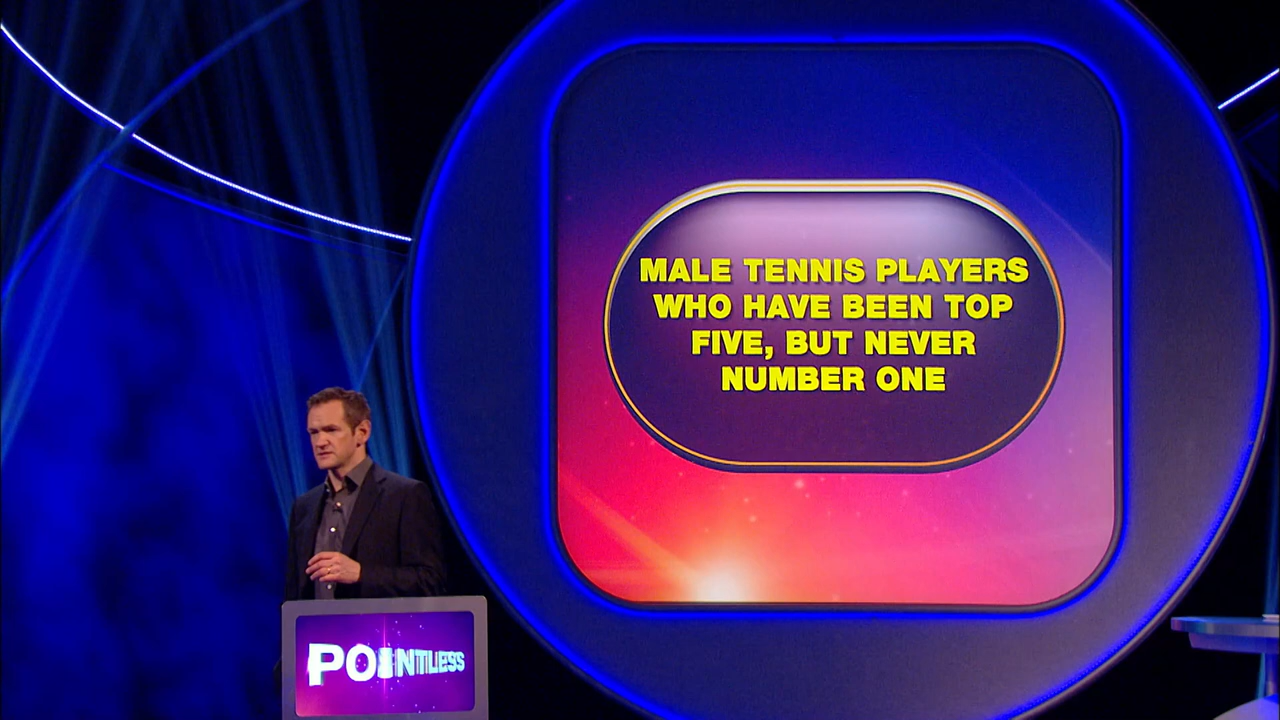 MALE TENNIS PLAYERS
WHO HAVE BEEN TOP
FIVE, BUT NEVER
NUMBER ONE
POINTLESS